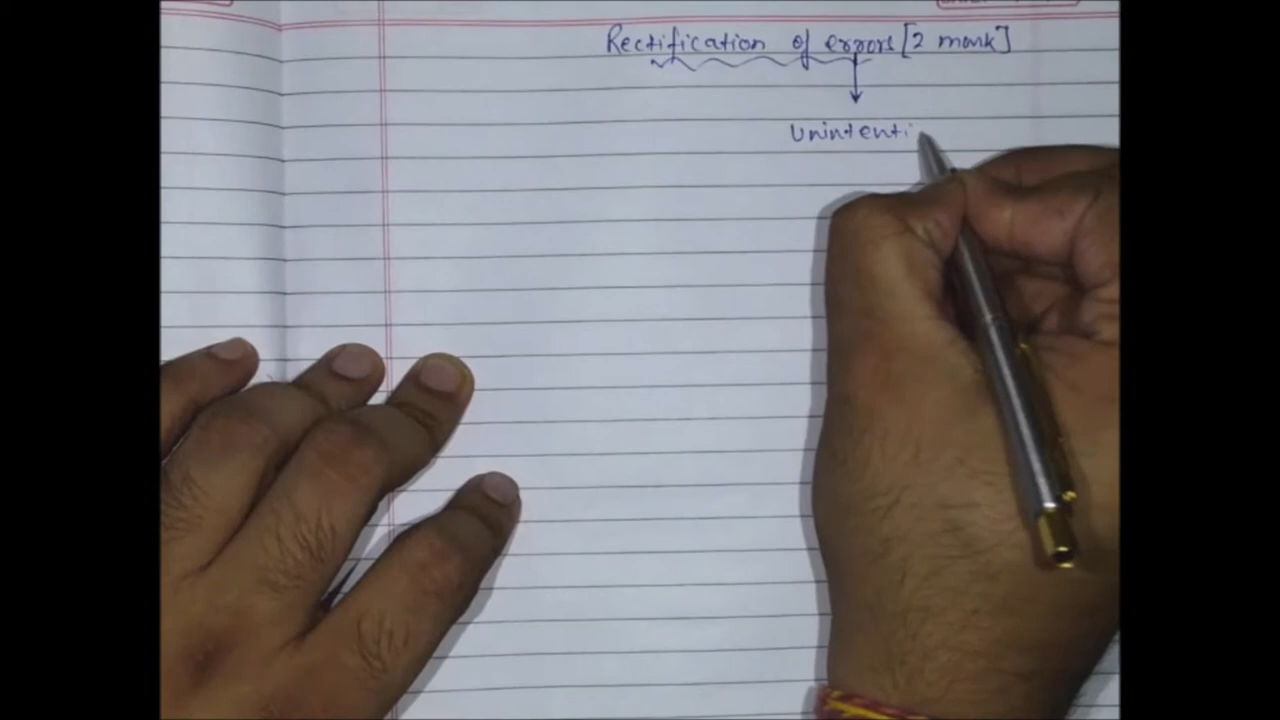 Rectification of errors [2 mark]
Unintenti